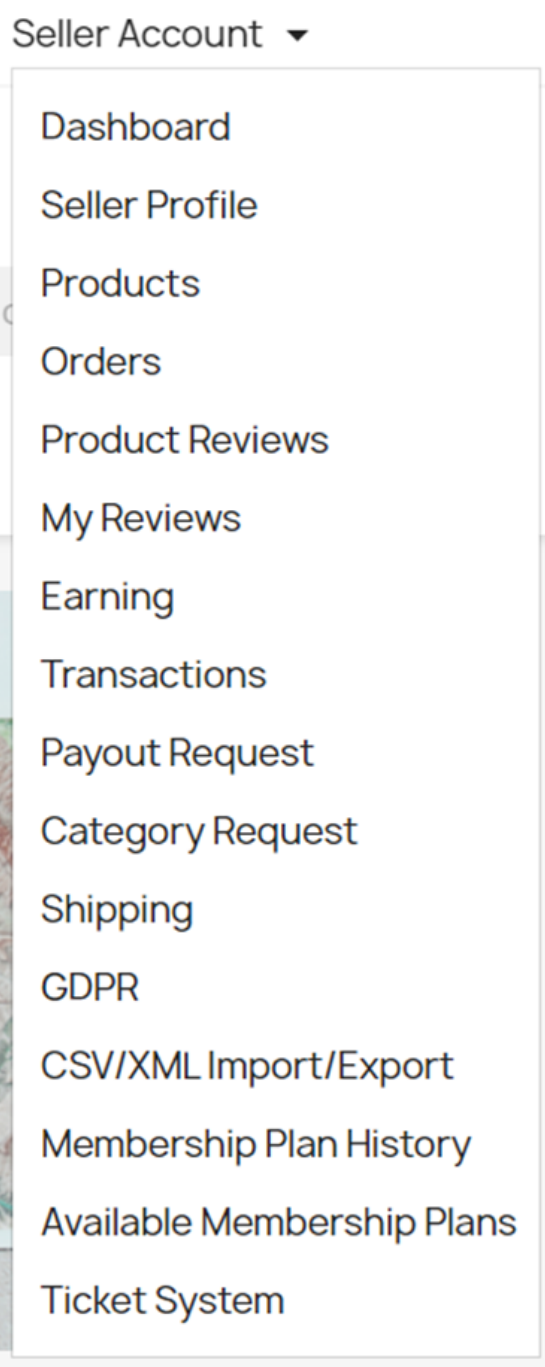 Seller Account
Dashboard
Seller Profile
Products
Orders
Product Reviews
My Reviews
Earning
Transactions
Payout Request
Category Request
Shipping
GDPR
CSV/XML Import/Export
Membership Plan History
Available Membership Plans
Ticket System